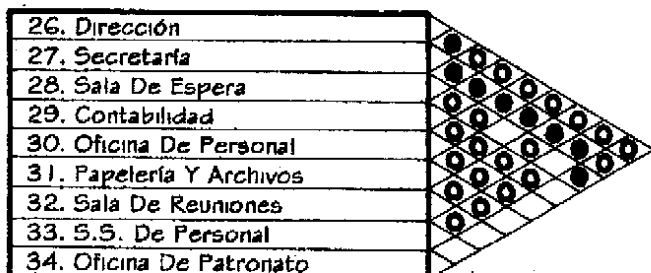 26. Dirección
27. Secretaría
28. Sala De Espera
29. Contabilidad
30. Oficina De Personal
31. Papelería Y Archivos
32. Sala De Reuniones
33. S.S. De Personal
34. Oficina De Patronato